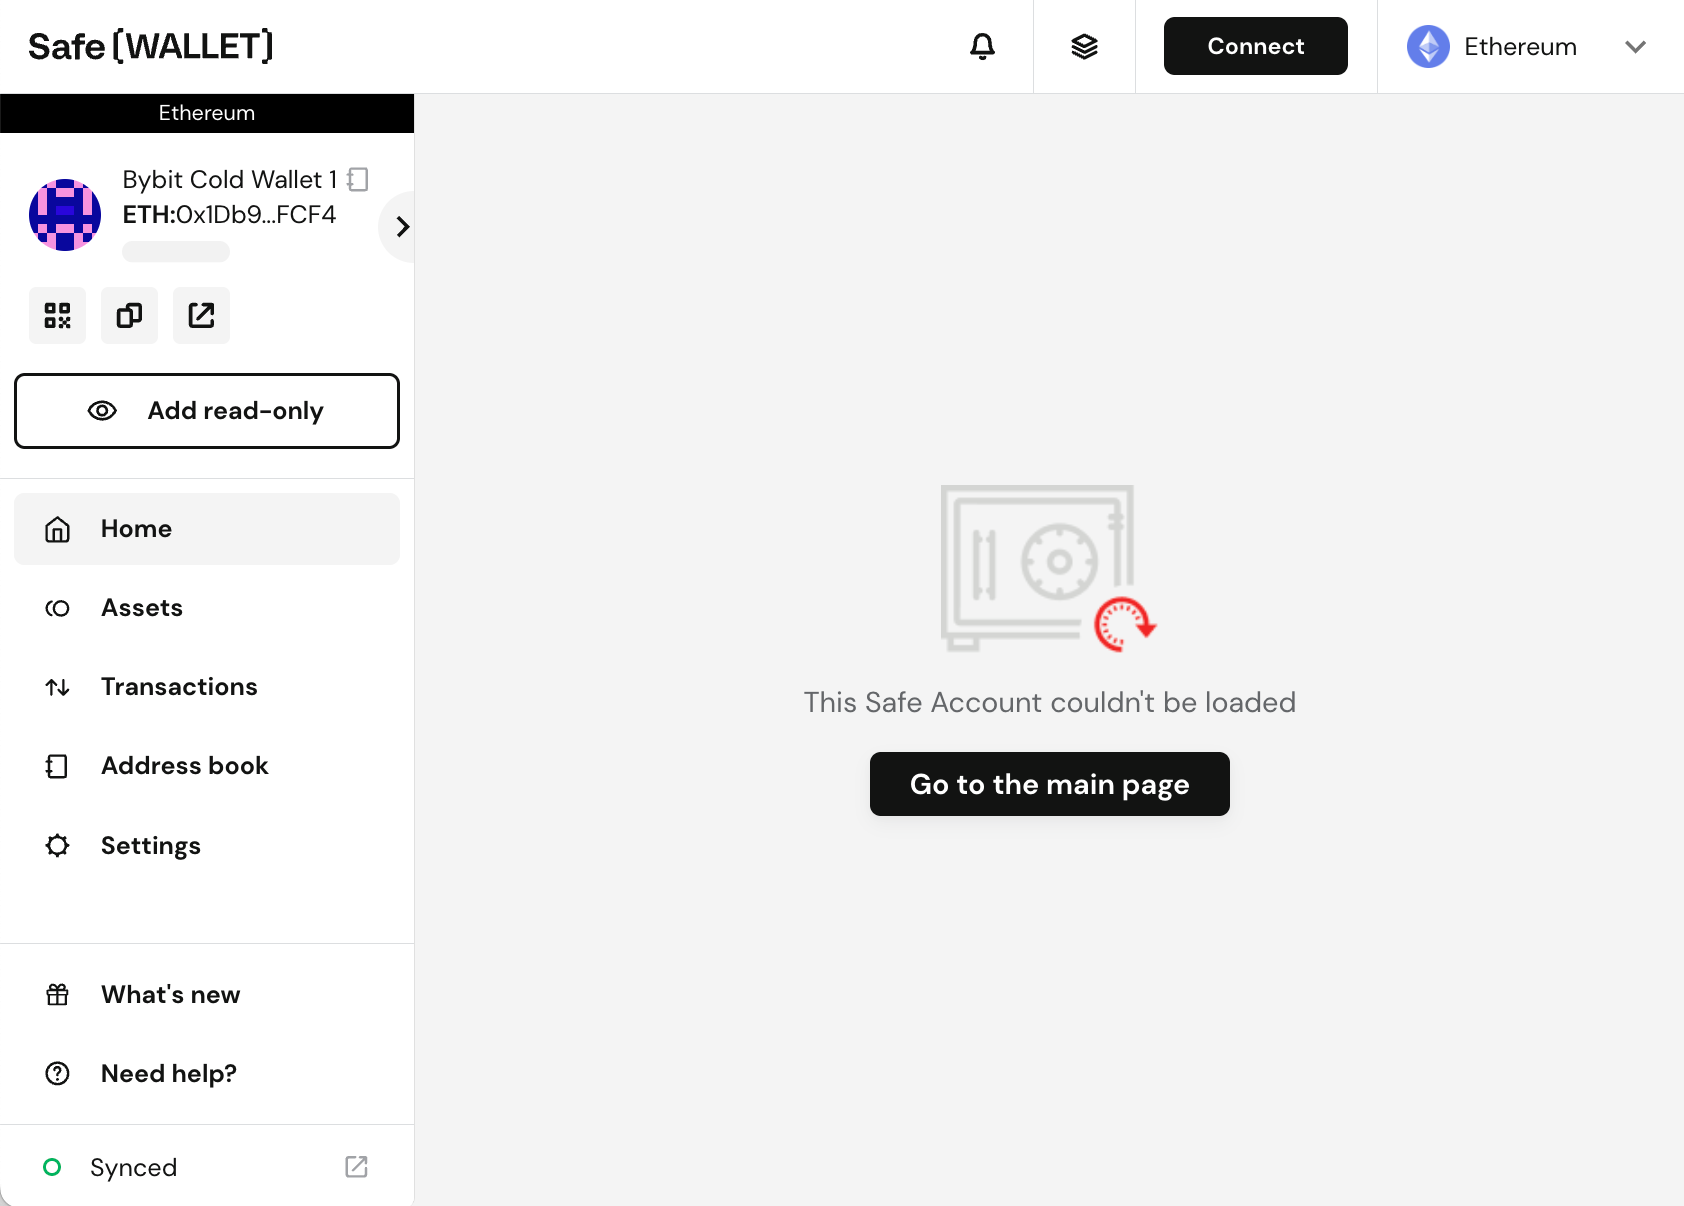 Safe{WALLET}
Connect
Ethereum
Ethereum
Bybit Cold Wallet 1
ETH:0x1Db9...FCF4
Add read-only
Home
Assets
Transactions
Address book
Settings
What's new
Need help?
Synced
This Safe Account couldn't be loaded
Go to the main page